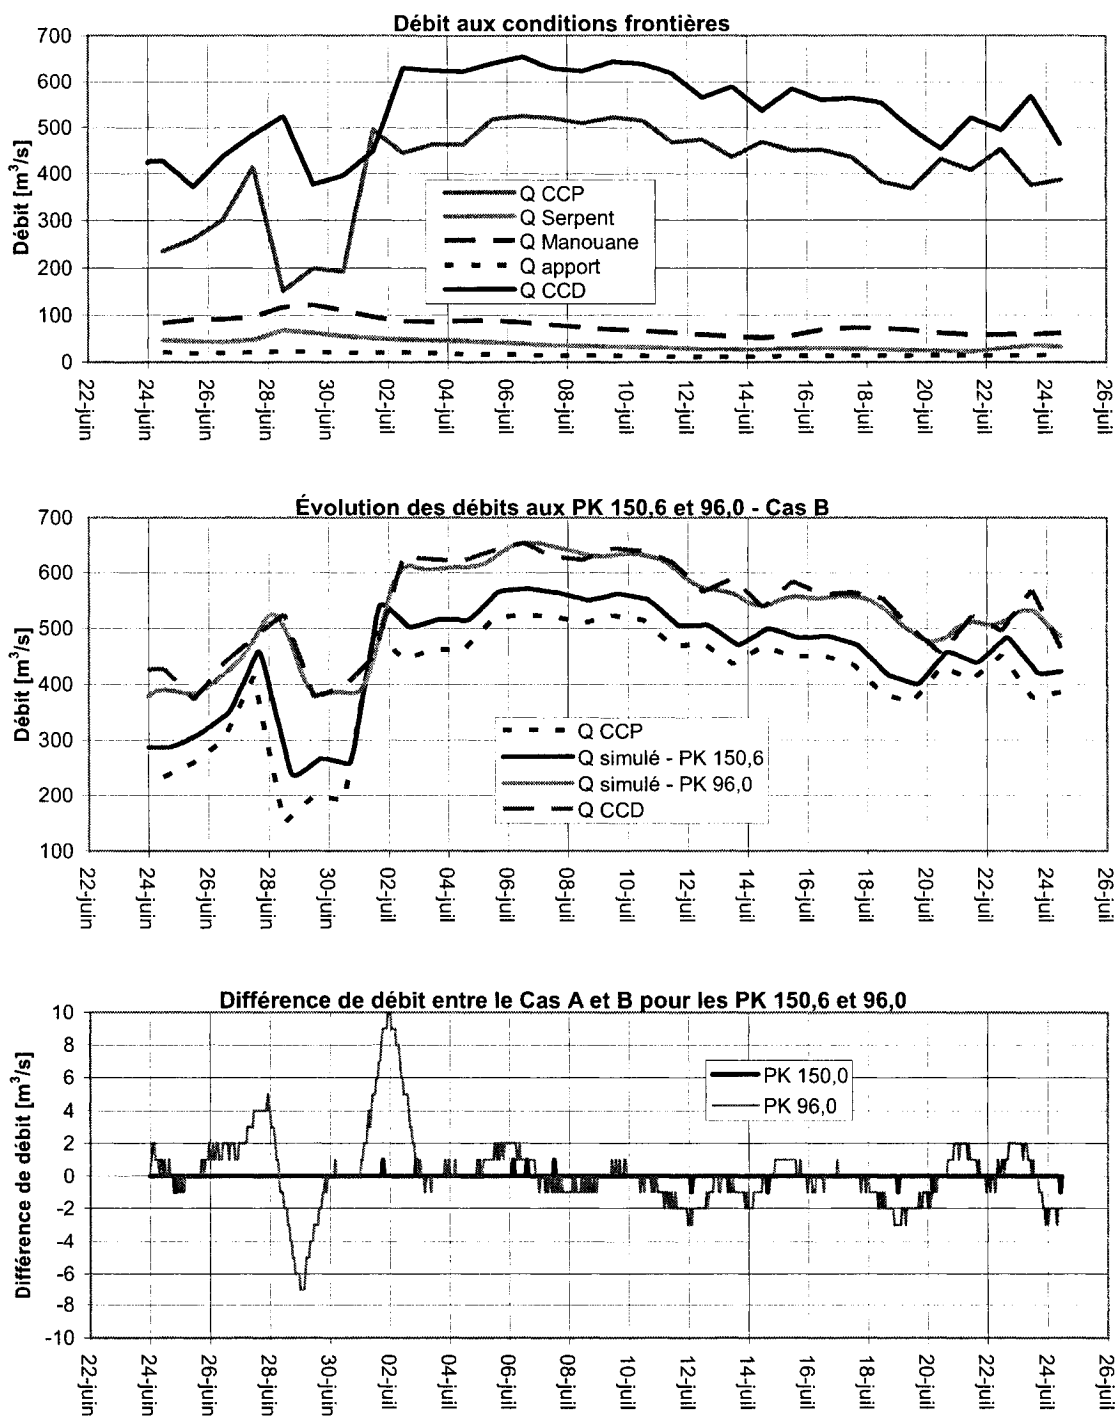 Débit aux conditions frontières
Débit [m³/s]
700
600
500
400
300
200
100
0
Q CCP
Q Serpent
Q Manouane
Q apport
Q CCD
22-juin
24-juin
26-juin
28-juin
30-juin
02-juil
04-juil
06-juil
08-juil
10-juil
12-juil
14-juil
16-juil
18-juil
20-juil
22-juil
24-juil
26-juil
Évolution des débits aux PK 150,6 et 96,0 - Cas B
Débit [m³/s]
700
600
500
400
300
200
100
Q CCP
Q simulé - PK 150,6
Q simulé - PK 96,0
Q CCD
22-juin
24-juin
26-juin
28-juin
30-juin
02-juil
04-juil
06-juil
08-juil
10-juil
12-juil
14-juil
16-juil
18-juil
20-juil
22-juil
24-juil
26-juil
Différence de débit entre le Cas A et B pour les PK 150,6 et 96,0
Différence de débit [m³/s]
10
8
6
4
2
0
-2
-4
-6
-8
-10
PK 150,0
PK 96,0
22-juin
24-juin
26-juin
28-juin
30-juin
02-juil
04-juil
06-juil
08-juil
10-juil
12-juil
14-juil
16-juil
18-juil
20-juil
22-juil
24-juil
26-juil